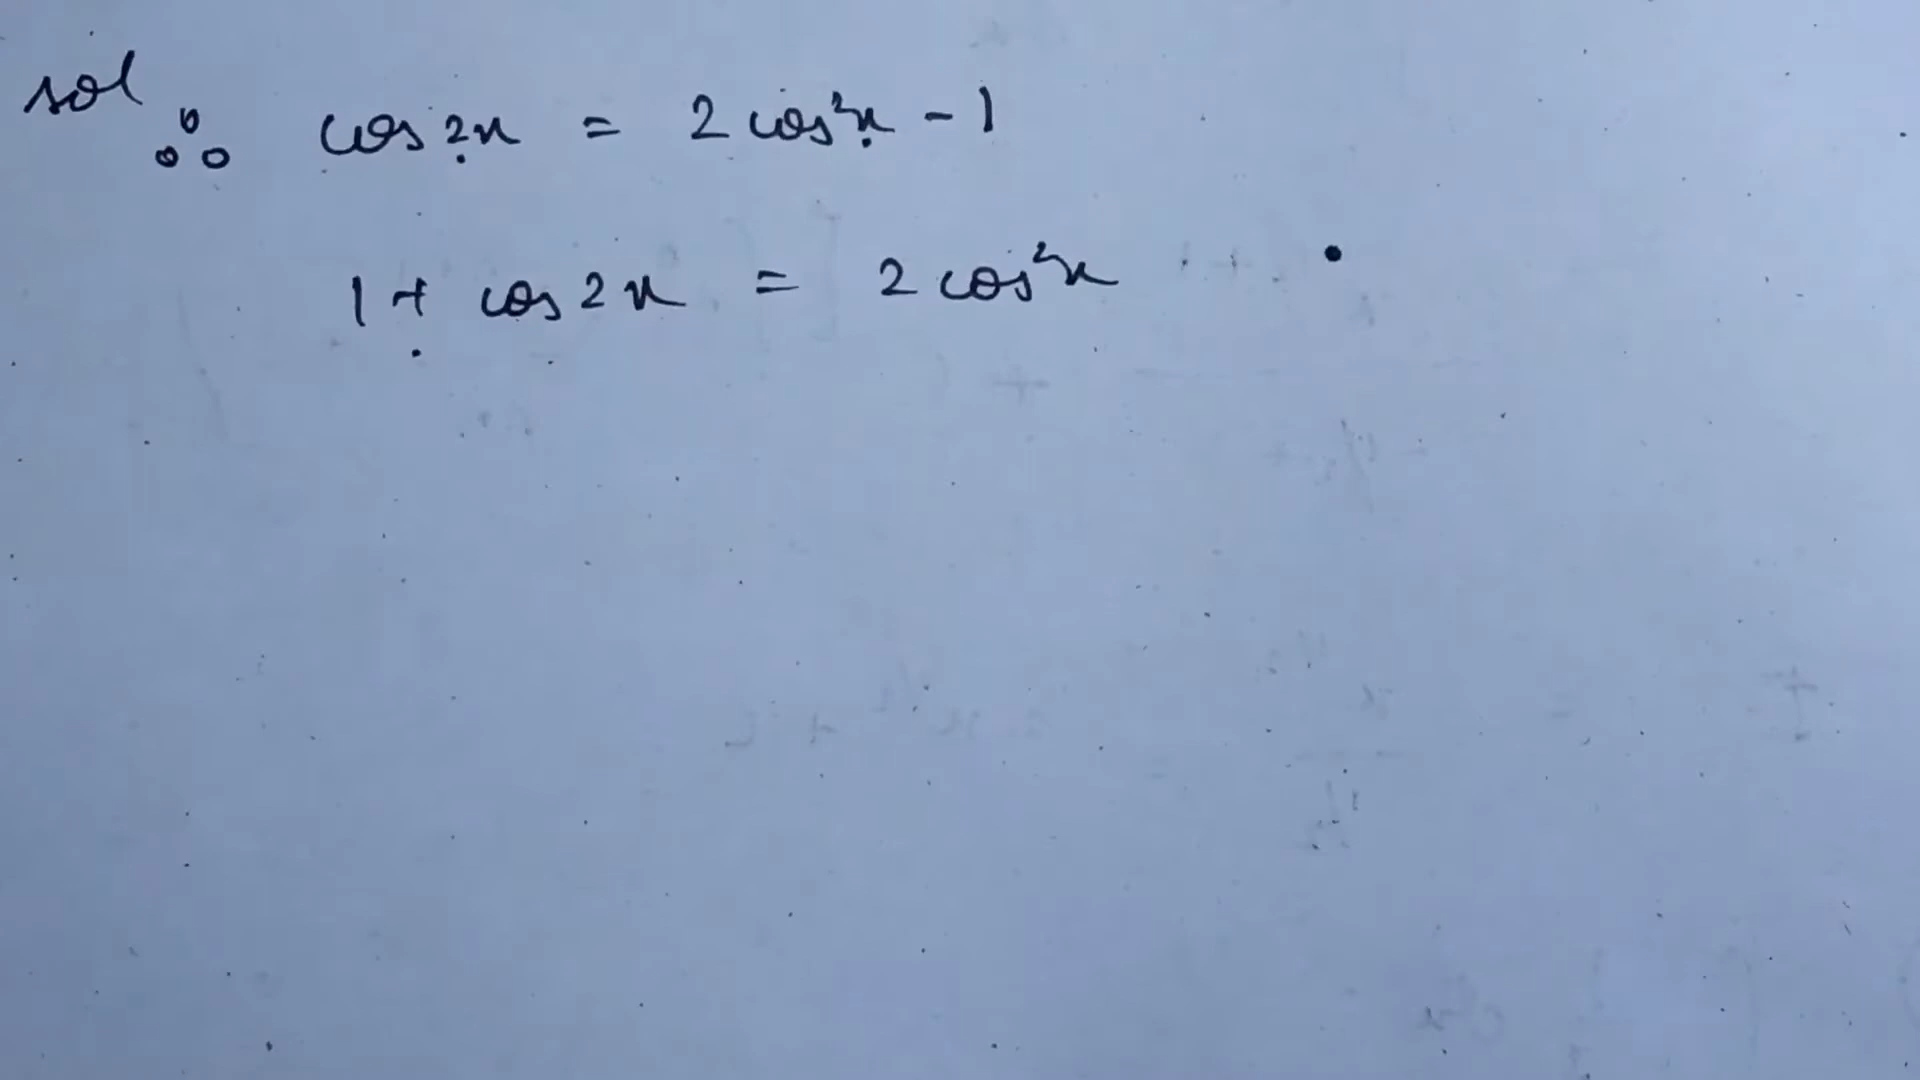 sol
∵ cos 2x = 2 cos²x - 1
1 + cos 2x = 2 cos²x